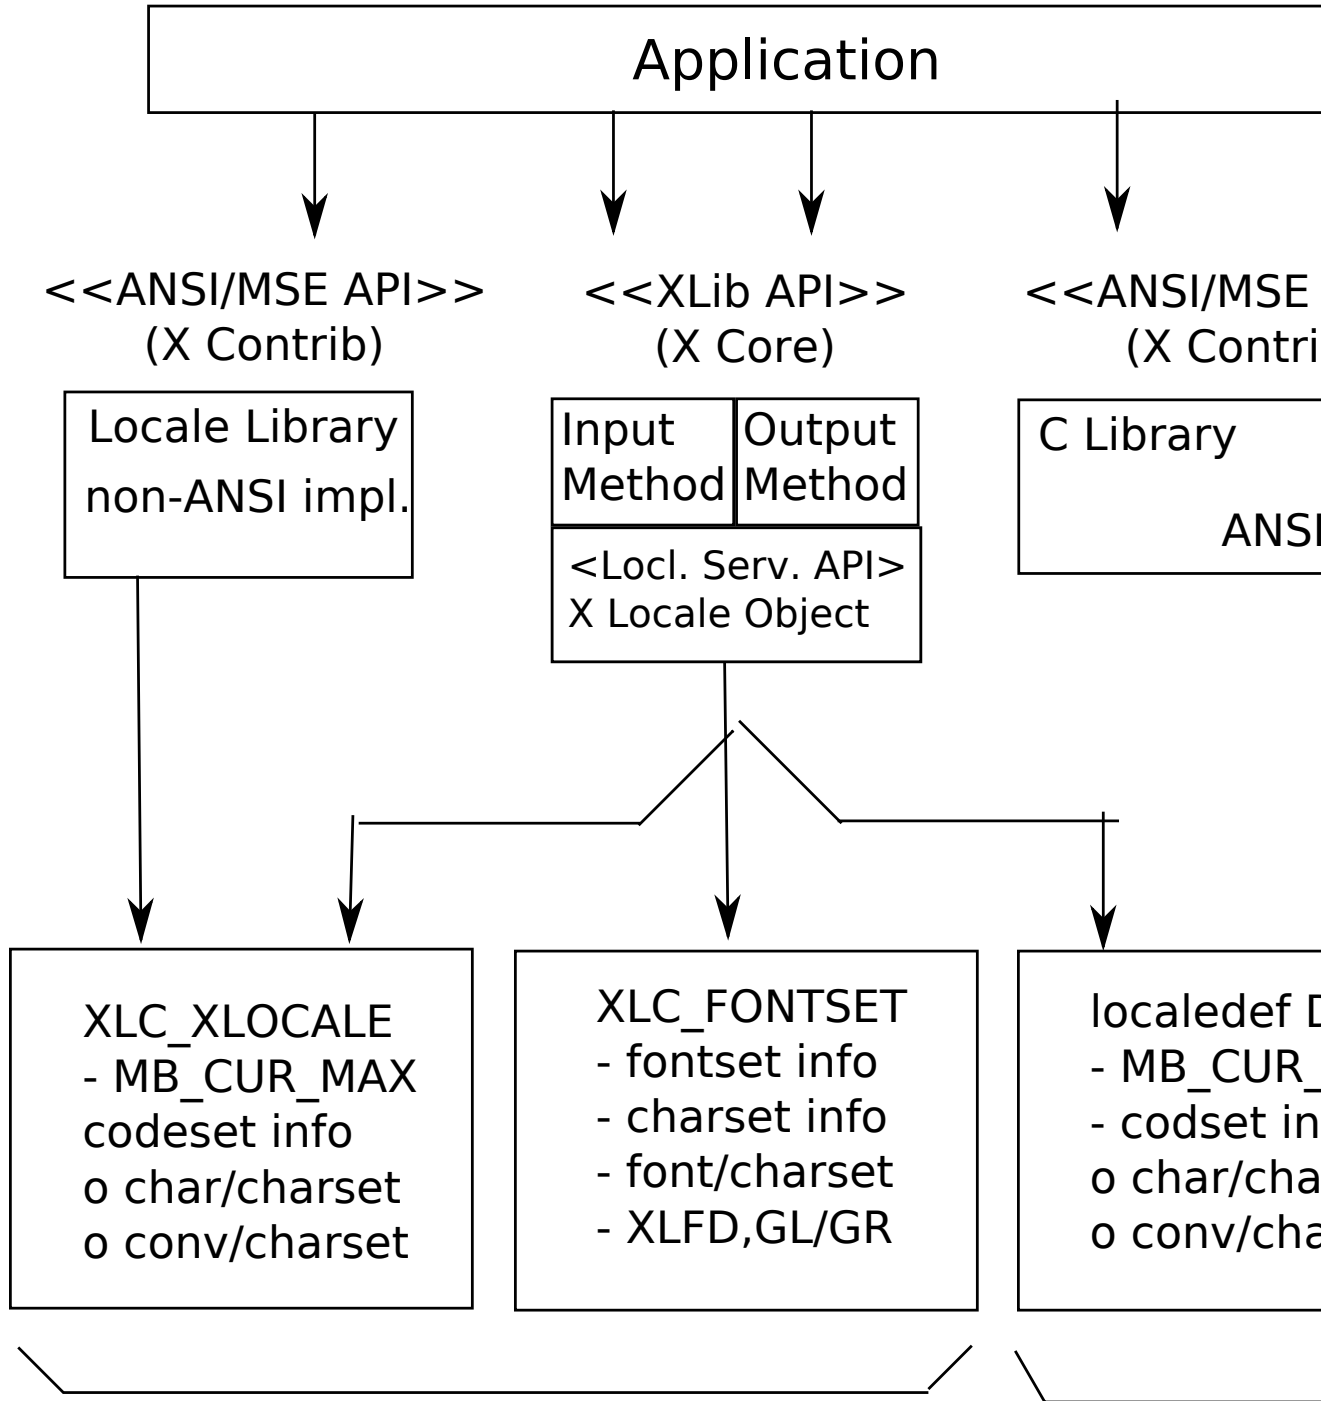 Application
<<ANSI/MSE API>>
(X Contrib)
<<XLib API>>
(X Core)
<<ANSI/MSE
(X Contri
Locale Library
non-ANSI impl.
Input
Method
Output
Method
<Locl. Serv. API>
X Locale Object
C Library
ANSI
XLC_XLOCALE
- MB_CUR_MAX
codeset info
o char/charset
o conv/charset
XLC_FONTSET
- fontset info
- charset info
- font/charset
- XLFD,GL/GR
localedef D
- MB_CUR_
- codset in
o char/cha
o conv/cha